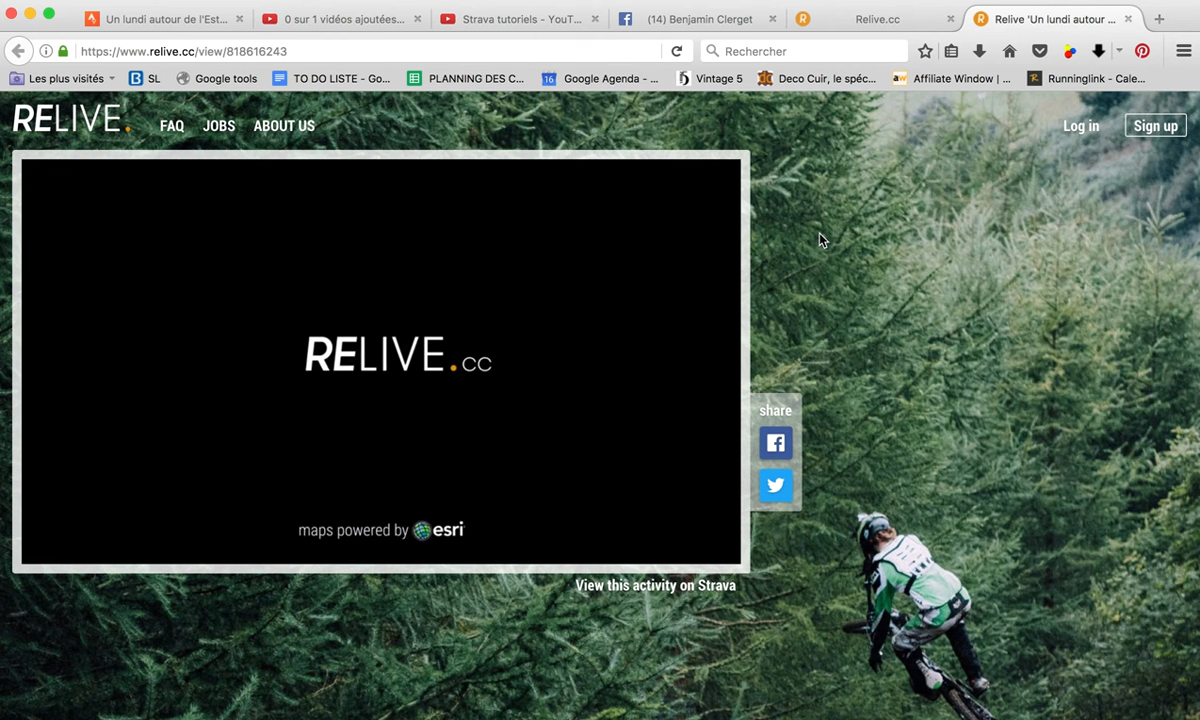 Un lundi autour de l'Est...
0 sur 1 vidéos ajoutées...
Strava tutoriels - YouT...
(14) Benjamin Clerget
Relive.cc
Relive 'Un lundi autour ...
https://www.relive.cc/view/818616243
Rechercher
Les plus visités
SL
Google tools
TO DO LISTE - Go...
PLANNING DES C...
16
Google Agenda - ...
Vintage 5
Deco Cuir, le spéc...
aw
Affiliate Window | ...
Runninglink - Cale...
RELIVE.
FAQ
JOBS
ABOUT US
Log in
Sign up
RELIVE.cc
maps powered by esri
share
View this activity on Strava